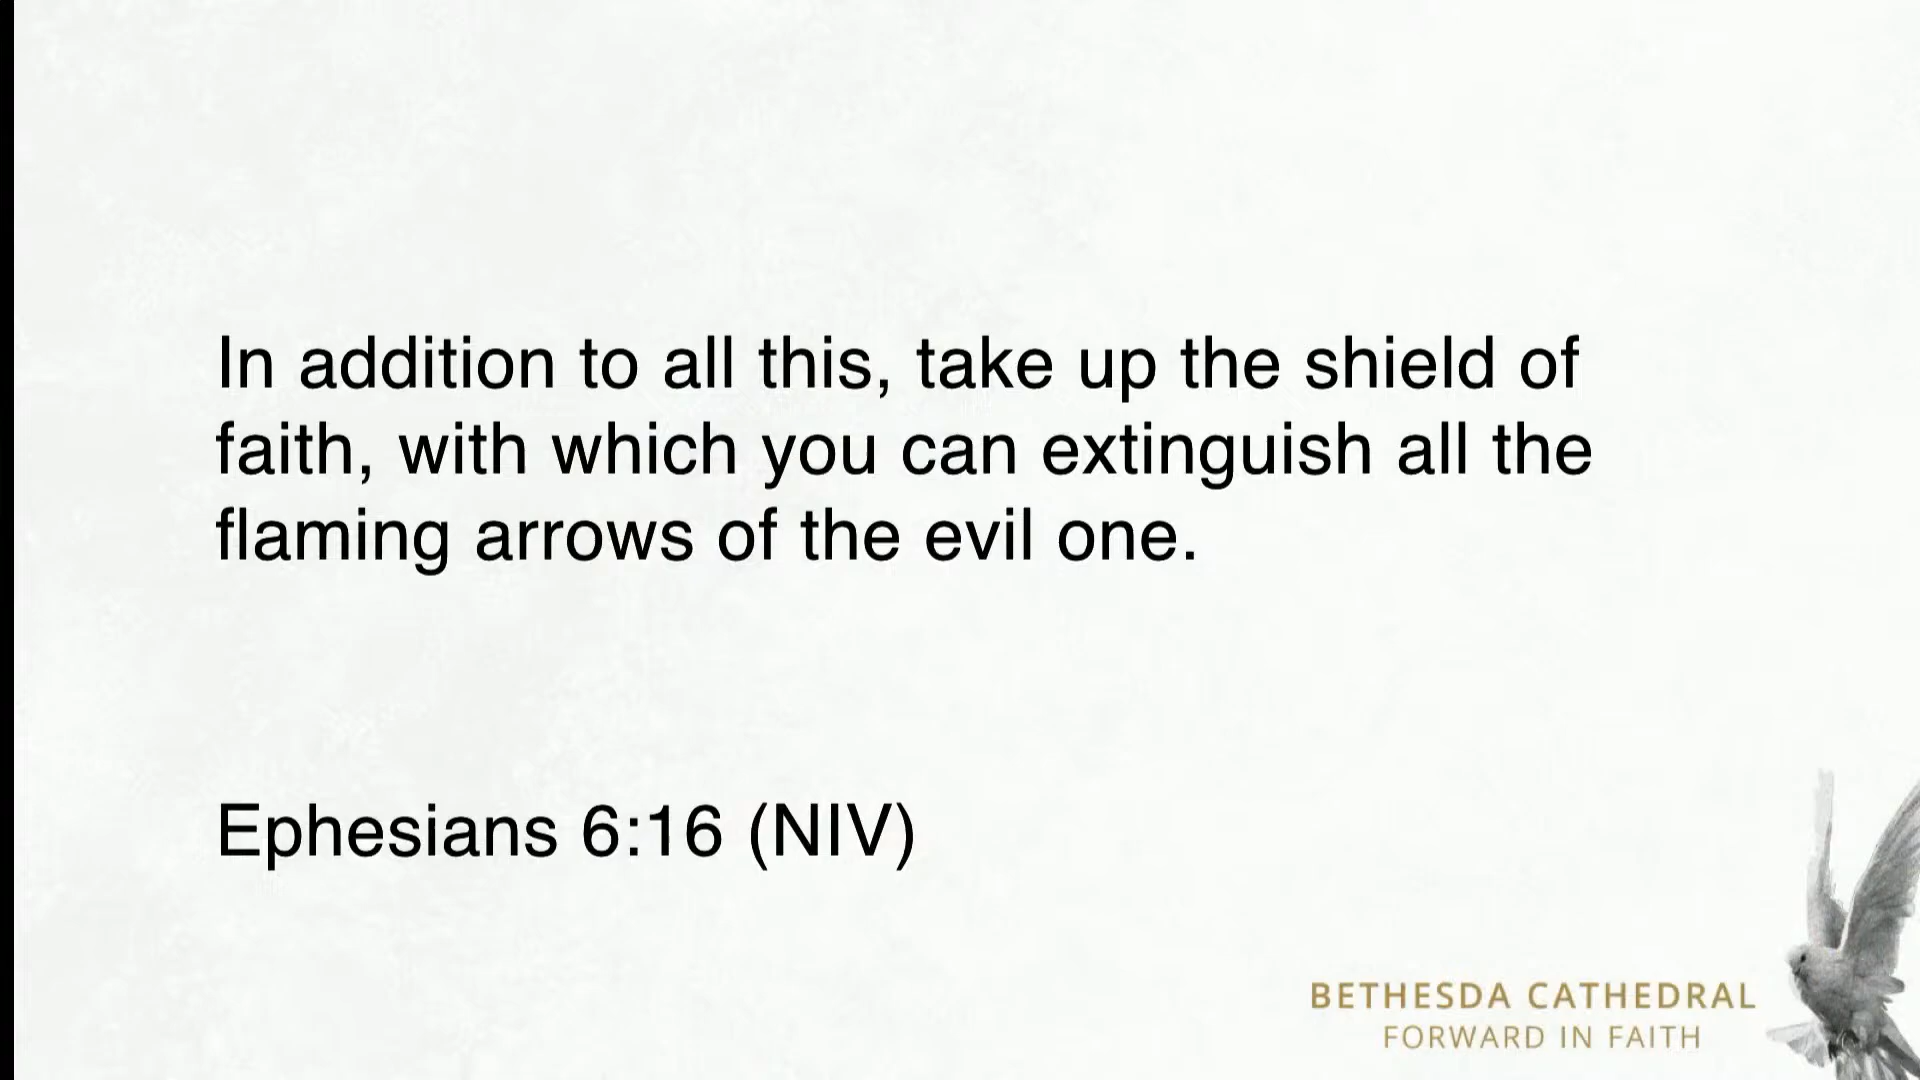 In addition to all this, take up the shield of
faith, with which you can extinguish all the
flaming arrows of the evil one.
Ephesians 6:16 (NIV)
BETHESDA CATHEDRAL
FORWARD IN FAITH